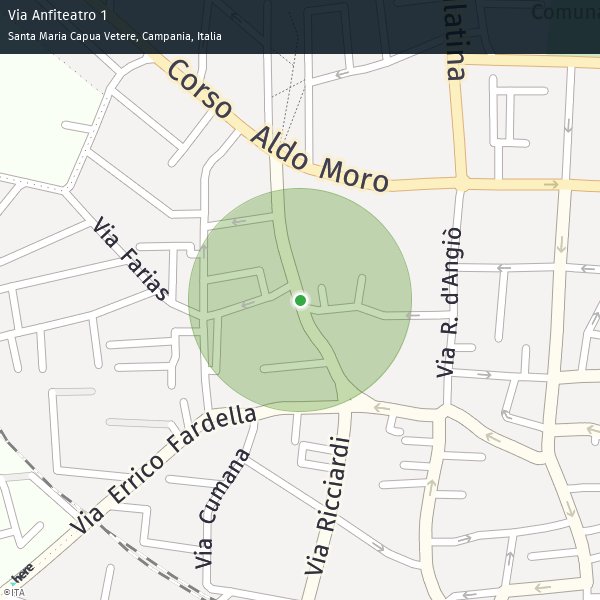 Via Anfiteatro 1
Santa Maria Capua Vetere, Campania, Italia
Comuna
latina
Corso Aldo Moro
Via Farias
Via R. d'Angiò
Via Errico Fardella
Via Cumana
Via Ricciardi
here
©ITA